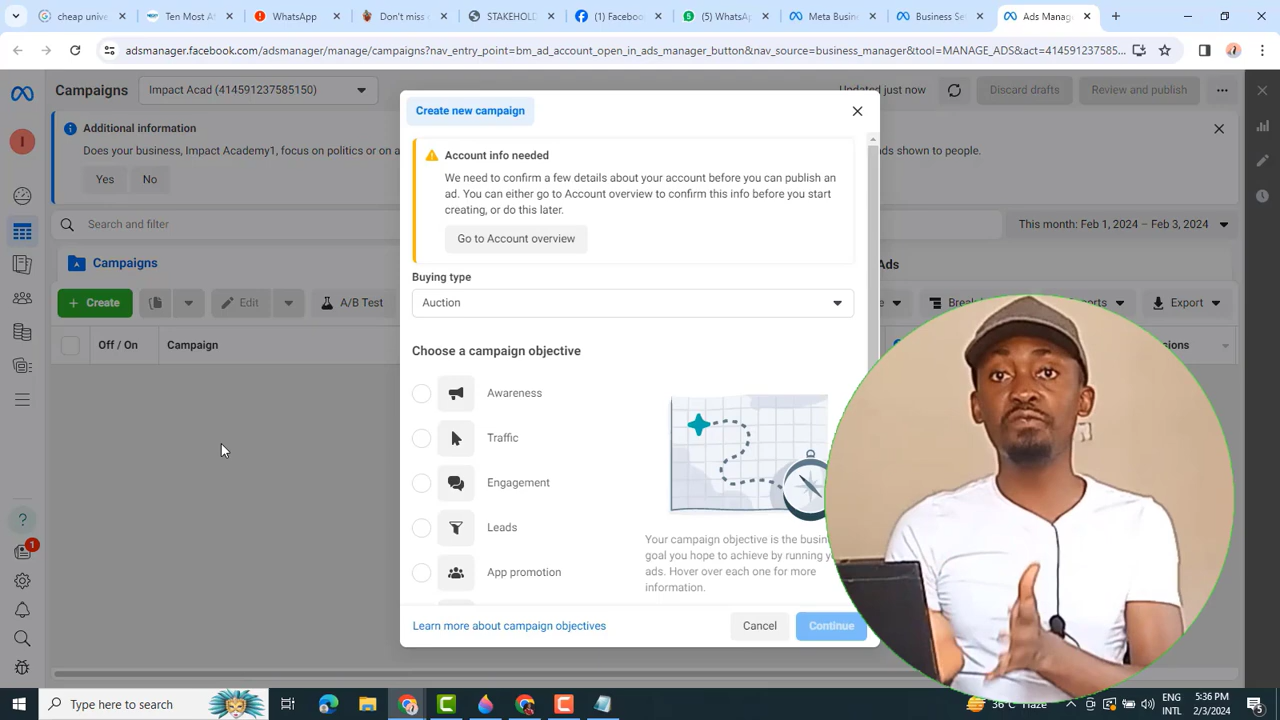 cheap unive
Ten Most A
WhatsApp
Don't miss
STAKEHOLD
(1) Facebook
(5) WhatsA
Meta Busin
Business Se
Ads Manag
adsmanager.facebook.com/adsmanager/manage/campaigns?nav_entry_point=bm_ad_account_open_in_ads_manager_button&nav_source=business_manager&tool=MANAGE_ADS&act=414591237585...
Campaigns
Impact Acad (414591237585150)
Updated just now
Discard drafts
Review and publish
Additional information
Does your business, Impact Academy1, focus on politics or on a
ds shown to people.
Yes
No
Search and filter
This month: Feb 1, 2024 – Feb 3, 2024
Campaigns
Ads
Create
Edit
A/B Test
Export
Off / On
Campaign
Create new campaign
Account info needed
We need to confirm a few details about your account before you can publish an
ad. You can either go to Account overview to confirm this info before you start
creating, or do this later.
Go to Account overview
Buying type
Auction
Choose a campaign objective
Awareness
Traffic
Engagement
Leads
App promotion
Your campaign objective is the busin
goal you hope to achieve by running
ads. Hover over each one for more
information.
Learn more about campaign objectives
Cancel
Continue
1
Type here to search
36°C Haze
ENG
INTL
5:36 PM
2/3/2024